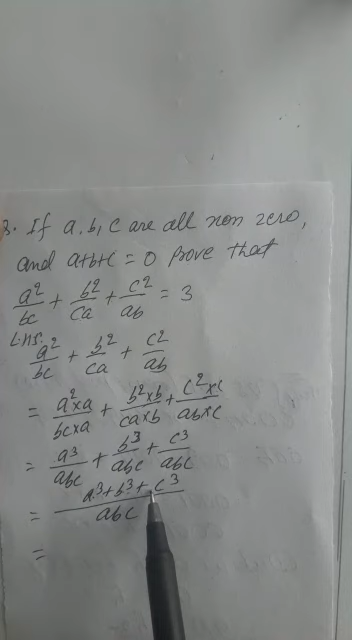 3. If a, b, c are all non zero,
and a+b+c = 0 prove that
a²/bc + b²/ca + c²/ab = 3
L.H.S. a²/bc + b²/ca + c²/ab
= a²×a/bc×a + b²×b/ca×b + c²×c/ab×c
= a³/abc + b³/abc + c³/abc
= a³+b³+c³/abc
=